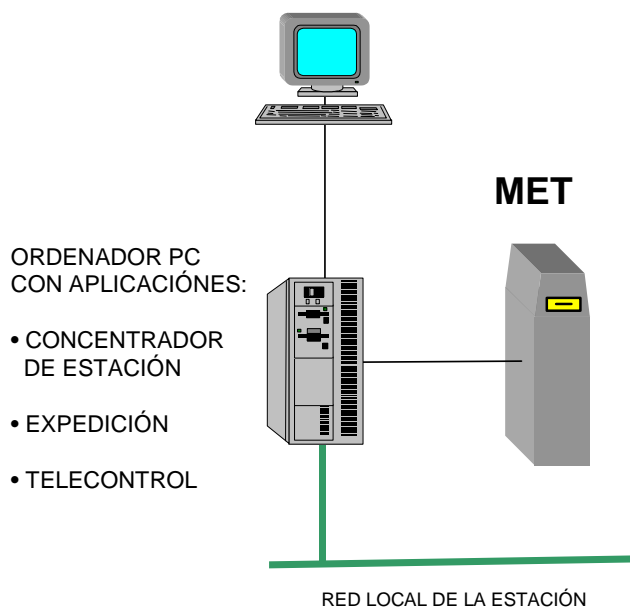 MET
ORDENADOR PC
CON APLICACIÓNES:
• CONCENTRADOR
DE ESTACIÓN
• EXPEDICIÓN
• TELECONTROL
RED LOCAL DE LA ESTACIÓN